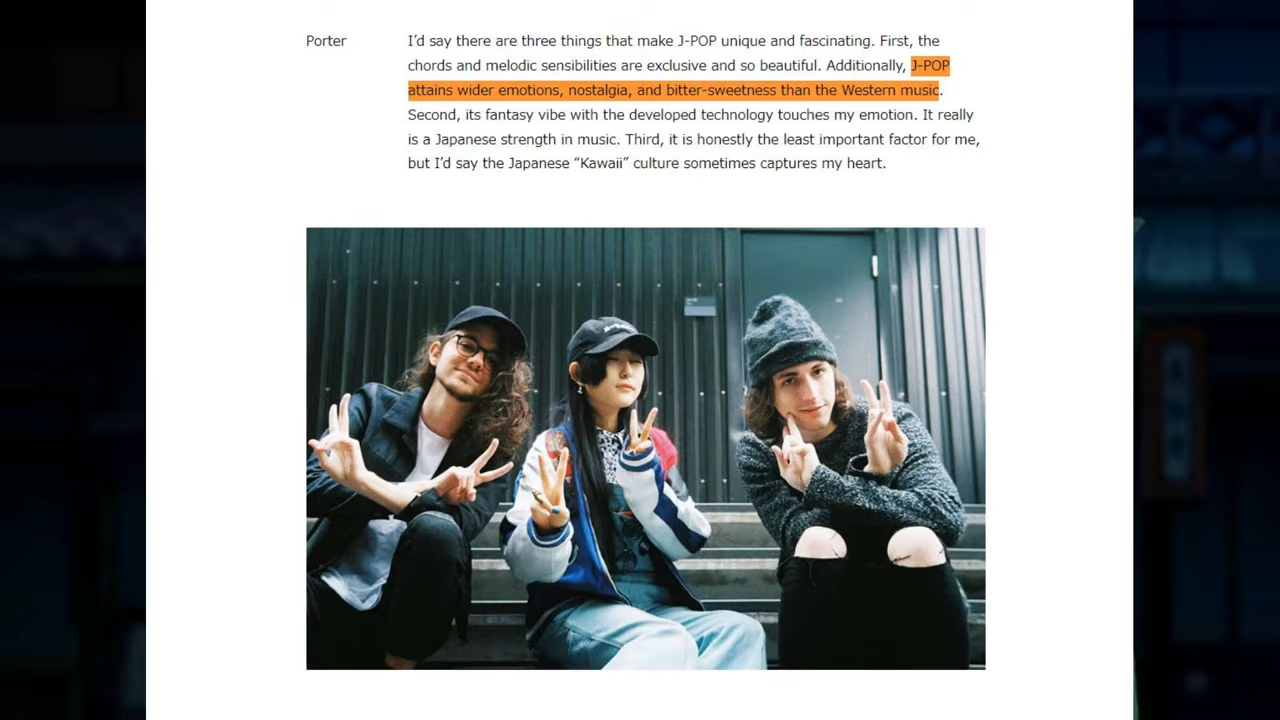 Porter
I’d say there are three things that make J-POP unique and fascinating. First, the
chords and melodic sensibilities are exclusive and so beautiful. Additionally, J-POP
attains wider emotions, nostalgia, and bitter-sweetness than the Western music.
Second, its fantasy vibe with the developed technology touches my emotion. It really
is a Japanese strength in music. Third, it is honestly the least important factor for me,
but I’d say the Japanese “Kawaii” culture sometimes captures my heart.